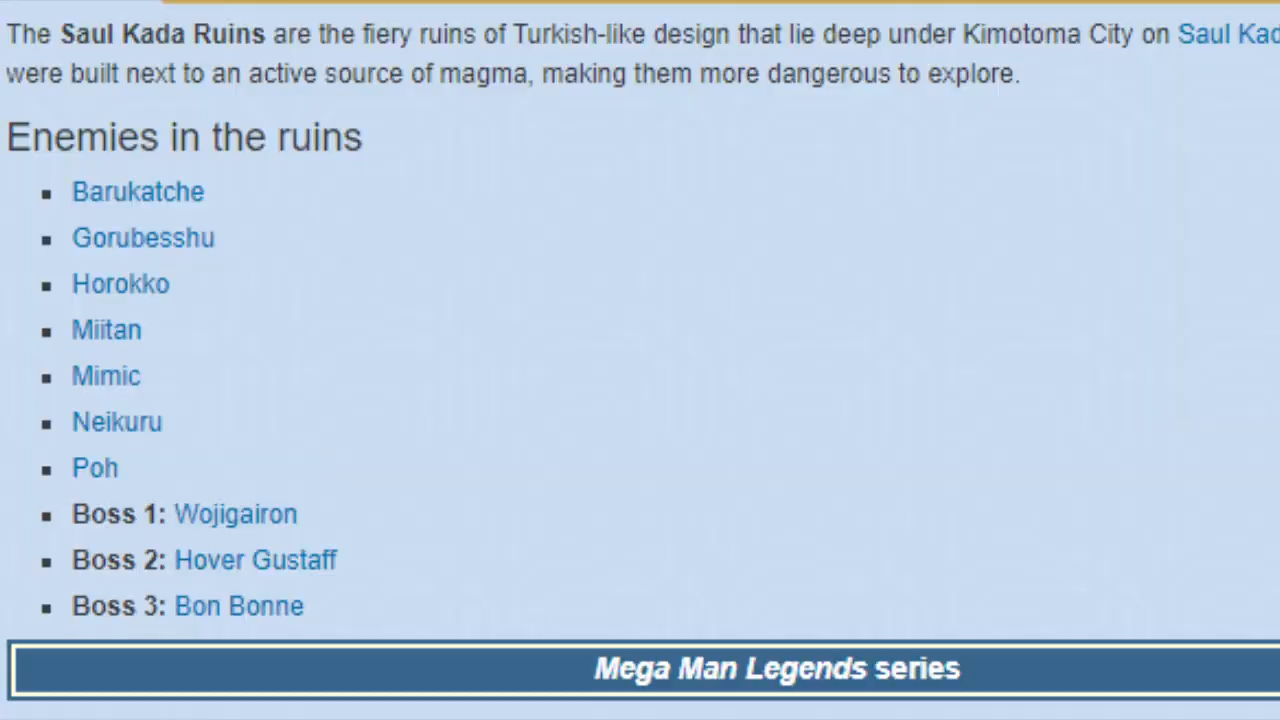 The Saul Kada Ruins are the fiery ruins of Turkish-like design that lie deep under Kimotoma City on Saul Kad
were built next to an active source of magma, making them more dangerous to explore.
Enemies in the ruins
Barukatche
Gorubesshu
Horokko
Miitan
Mimic
Neikuru
Poh
Boss 1: Wojigairon
Boss 2: Hover Gustaff
Boss 3: Bon Bonne
Mega Man Legends series